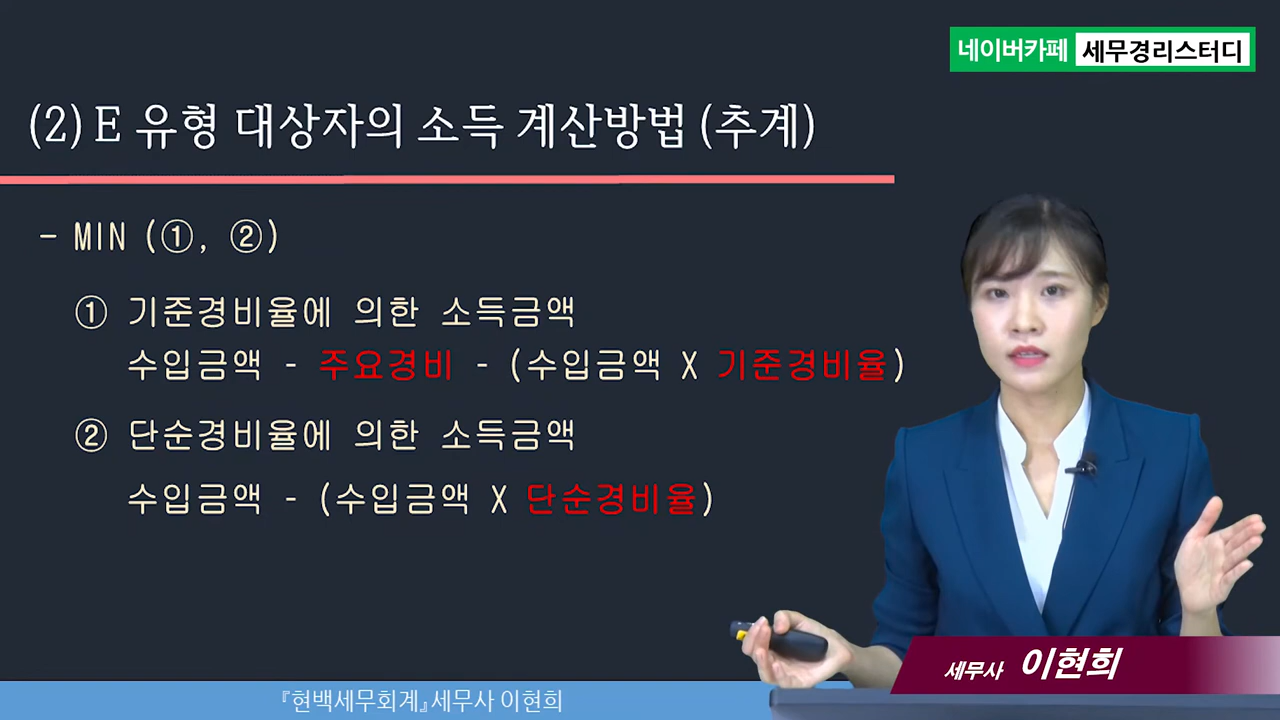 네이버카페 세무경리스터디
(2) E 유형 대상자의 소득 계산방법 (추계)
- MIN (①, ②)
① 기준경비율에 의한 소득금액
수입금액 - 주요경비 - (수입금액 X 기준경비율)
② 단순경비율에 의한 소득금액
수입금액 - (수입금액 X 단순경비율)
세무사 이현희
『현백세무회계』세무사 이현희